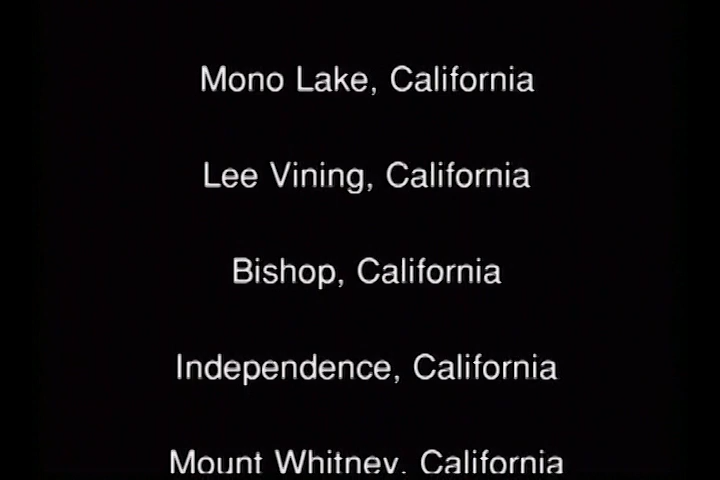 Mono Lake, California
Lee Vining, California
Bishop, California
Independence, California
Mount Whitney, California